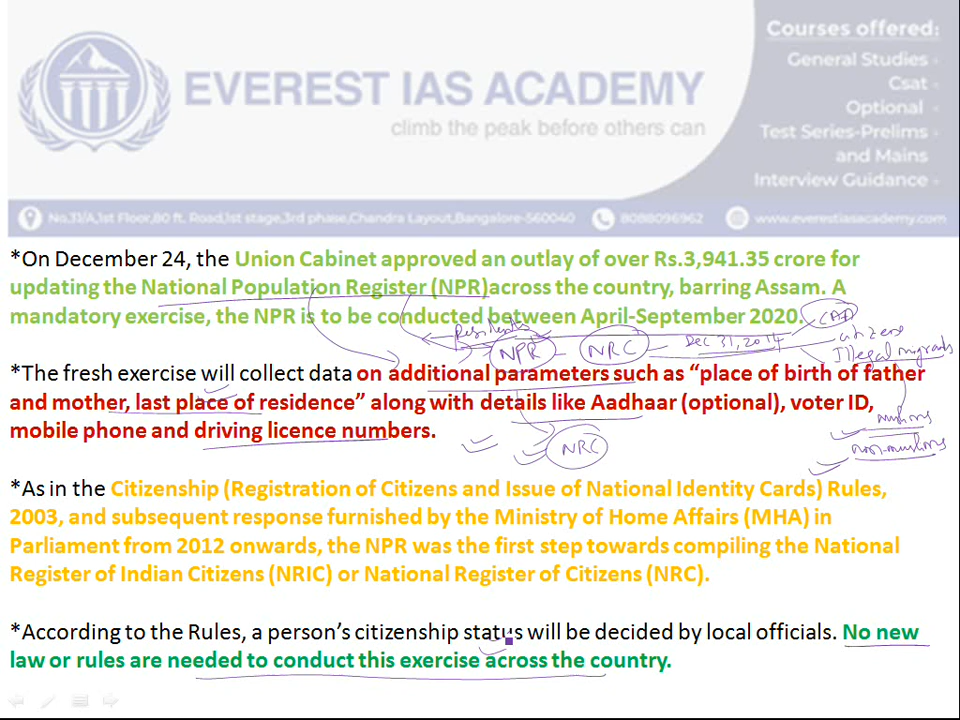 Courses offered:
General Studies -
Csat -
Optional -
Test Series-Prelims -
and Mains
Interview Guidance -
EVEREST IAS ACADEMY
climb the peak before others can
No.31/A,1st Floor,80 ft. Road,1st stage,3rd phase,Chandra Layout,Bangalore-560040 8088096962 www.everestiasacademy.com
*On December 24, the Union Cabinet approved an outlay of over Rs.3,941.35 crore for
updating the National Population Register (NPR)across the country, barring Assam. A
mandatory exercise, the NPR is to be conducted between April-September 2020.
CAA
Residents
citizens
NPR NRC Dec 31, 2014
Illegal migrants
*The fresh exercise will collect data on additional parameters such as “place of birth of father
and mother, last place of residence” along with details like Aadhaar (optional), voter ID,
muslims
mobile phone and driving licence numbers.
NRC
non-muslims
*As in the Citizenship (Registration of Citizens and Issue of National Identity Cards) Rules,
2003, and subsequent response furnished by the Ministry of Home Affairs (MHA) in
Parliament from 2012 onwards, the NPR was the first step towards compiling the National
Register of Indian Citizens (NRIC) or National Register of Citizens (NRC).
*According to the Rules, a person’s citizenship status will be decided by local officials. No new
law or rules are needed to conduct this exercise across the country.